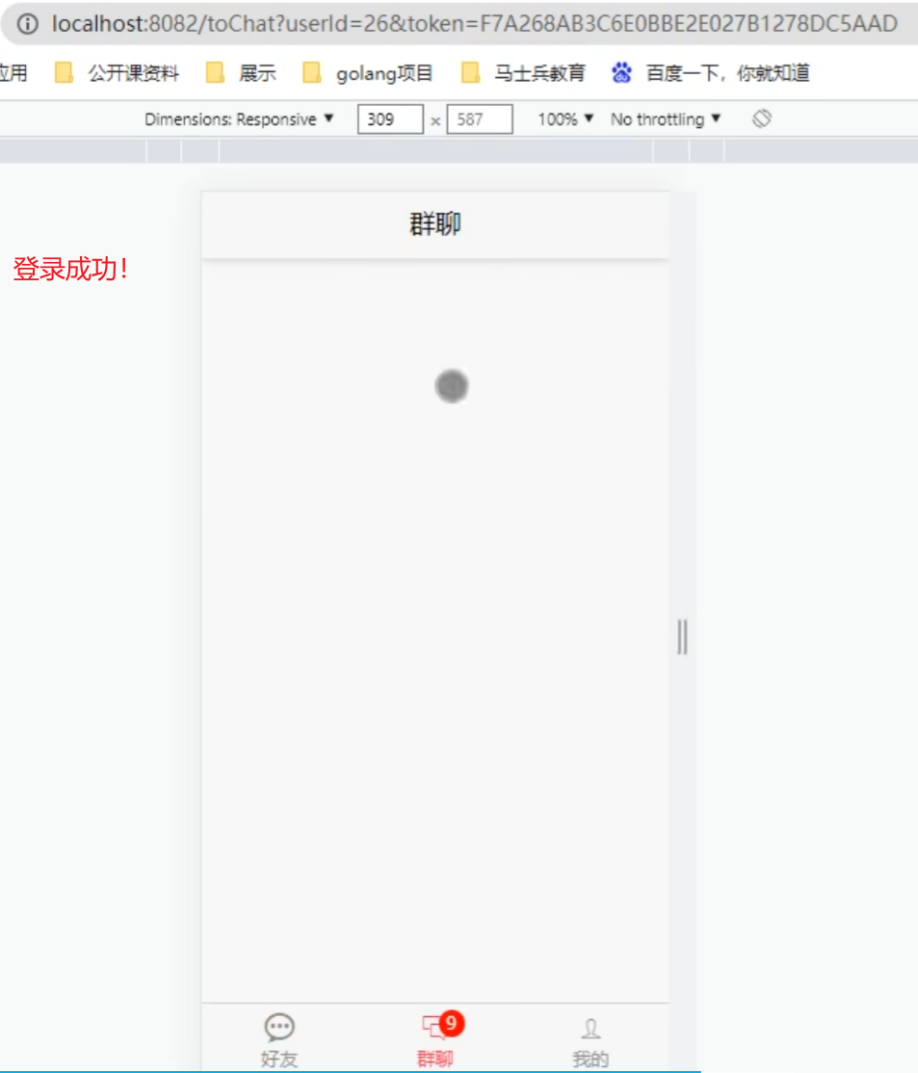 localhost:8082/toChat?userId=26&token=F7A268AB3C6E0BBE2E027B1278DC5AAD
应用 公开课资料 展示 golang项目 马士兵教育 百度一下，你就知道
Dimensions: Responsive ▼ 309 × 587 100% ▼ No throttling ▼
群聊
登录成功！
9
好友 群聊 我的